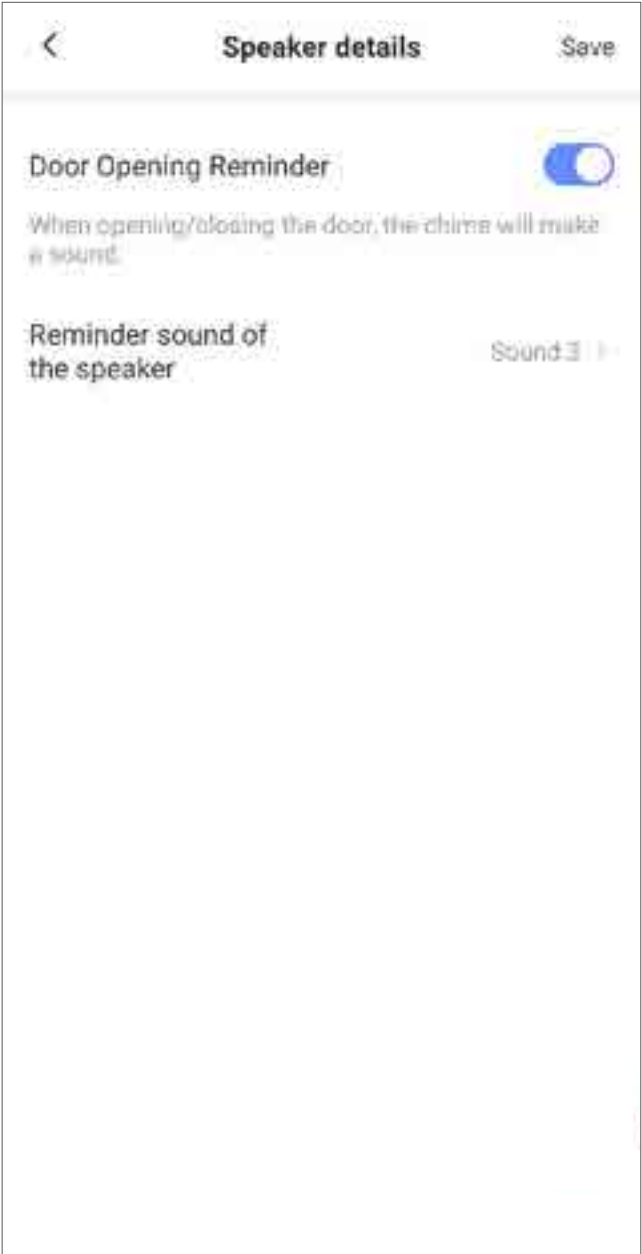 Speaker details
Save
Door Opening Reminder
When opening/closing the door, the chime will make
a sound.
Reminder sound of
the speaker
Sound 3